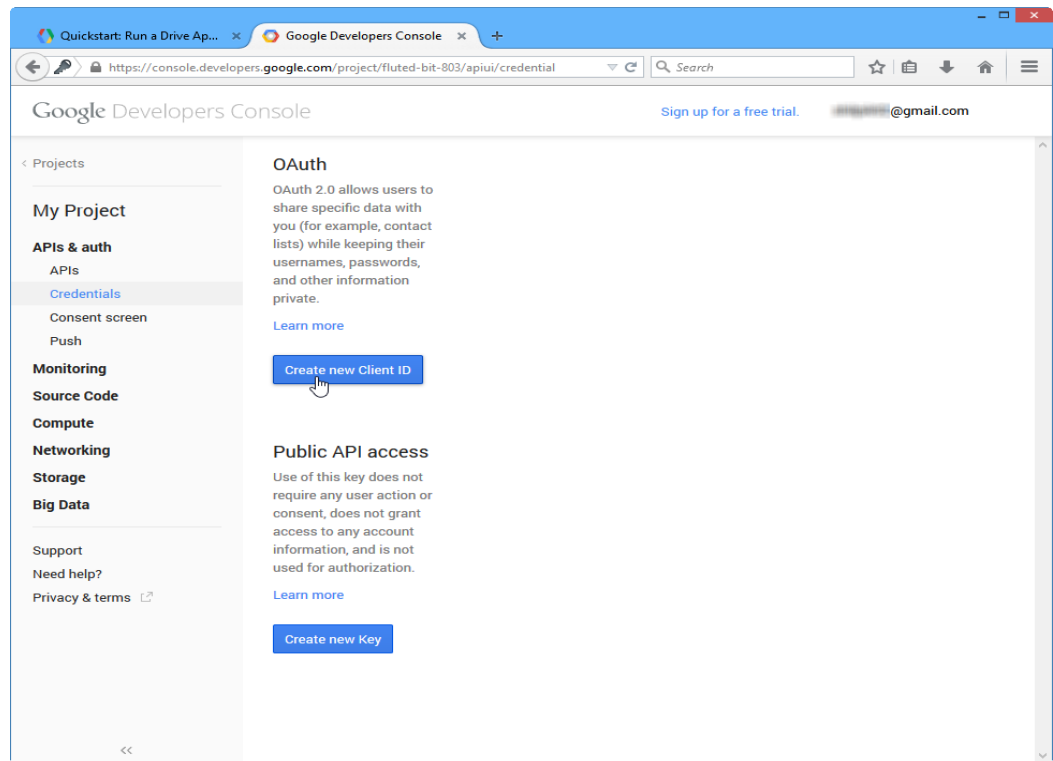 Quickstart: Run a Drive Ap...
Google Developers Console
https://console.developers.google.com/project/fluted-bit-803/apiui/credential
Search
Google Developers Console
Sign up for a free trial.
@gmail.com
Projects
My Project
APIs & auth
APIs
Credentials
Consent screen
Push
Monitoring
Source Code
Compute
Networking
Storage
Big Data
Support
Need help?
Privacy & terms
<<
OAuth
OAuth 2.0 allows users to
share specific data with
you (for example, contact
lists) while keeping their
usernames, passwords,
and other information
private.
Learn more
Create new Client ID
Public API access
Use of this key does not
require any user action or
consent, does not grant
access to any account
information, and is not
used for authorization.
Learn more
Create new Key